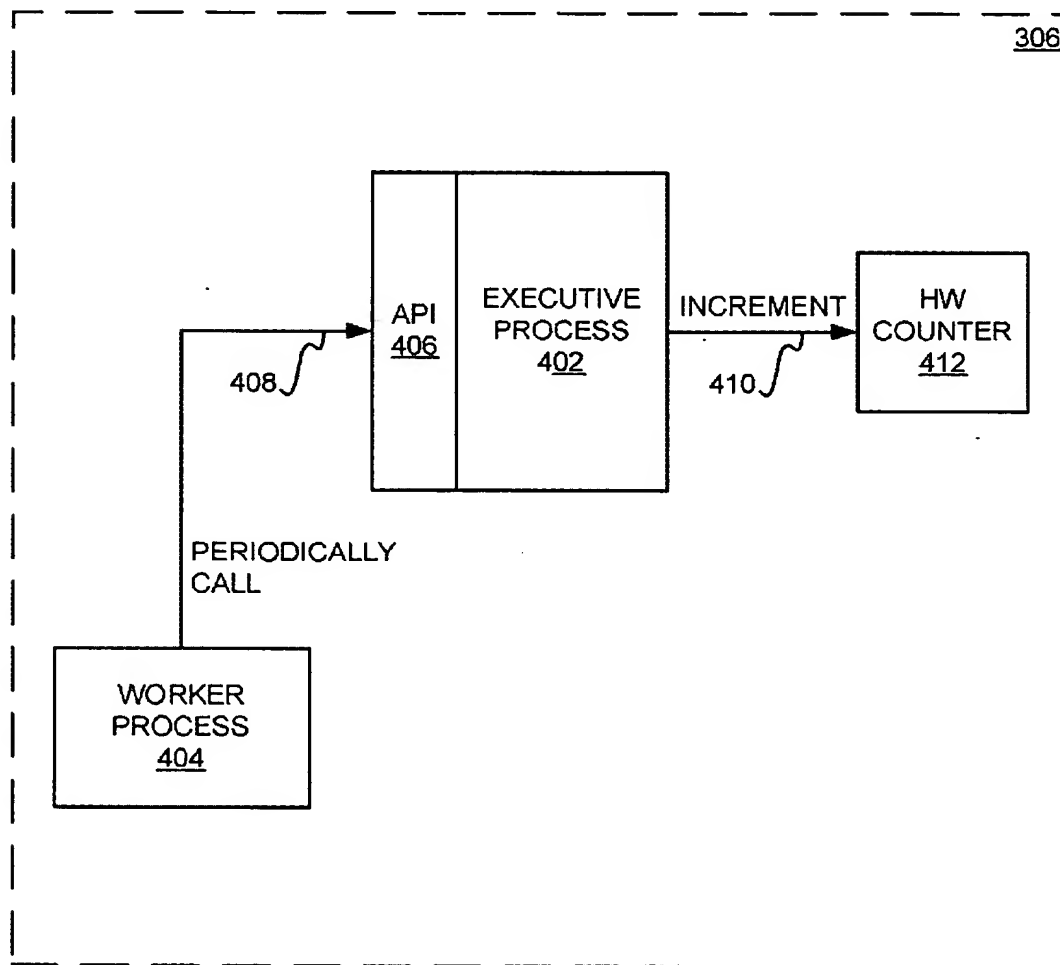 306
API
406
EXECUTIVE
PROCESS
402
INCREMENT
HW
COUNTER
412
408
410
PERIODICALLY
CALL
WORKER
PROCESS
404